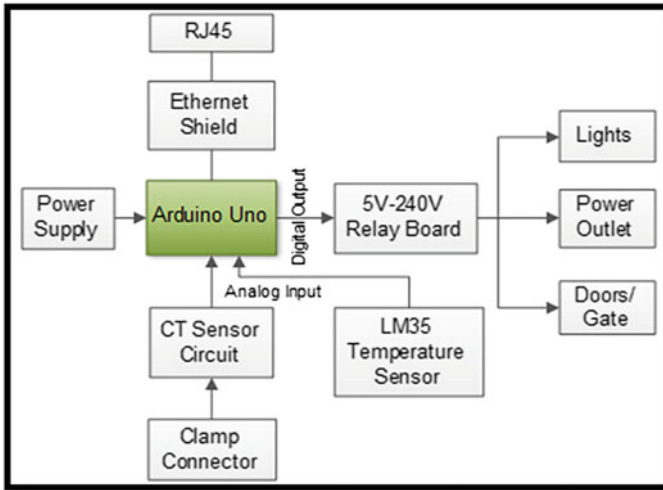 RJ45
Ethernet
Shield
Power
Supply
Arduino Uno
Digital Output
5V-240V
Relay Board
Lights
Power
Outlet
Doors/
Gate
Analog Input
CT Sensor
Circuit
LM35
Temperature
Sensor
Clamp
Connector